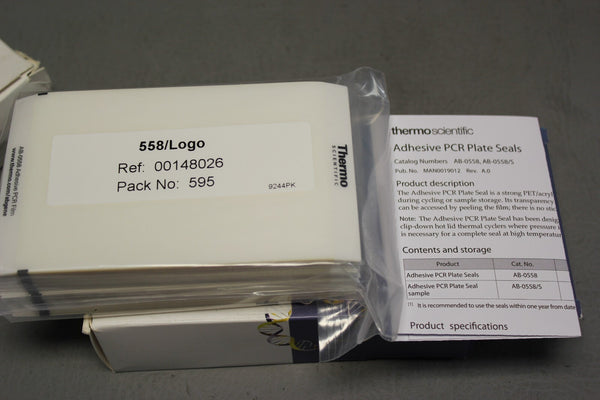 558/Logo
Ref: 00148026
Pack No: 595
9244PK
Thermo
SCIENTIFIC
AB-0558 Adhesive PCR film
www.thermo.com/abgene
thermoscientific
Adhesive PCR Plate Seals
Catalog Numbers AB-0558, AB-0558/S
Pub. No. MAN0019012 Rev. A.0
Product description
The Adhesive PCR Plate Seal is a strong PET/acryl
during cycling or sample storage. Its transparency
can be accessed by peeling the film; there is no stic
Note: The Adhesive PCR Plate Seal has been desig
clip-down hot lid thermal cyclers where pressure i
is necessary for a complete seal at high temperatur
Contents and storage
Product Cat. No.
Adhesive PCR Plate Seals AB-0558
Adhesive PCR Plate Seal AB-0558/S
sample
[1] It is recommended to use the seals within one year from date
Product specifications